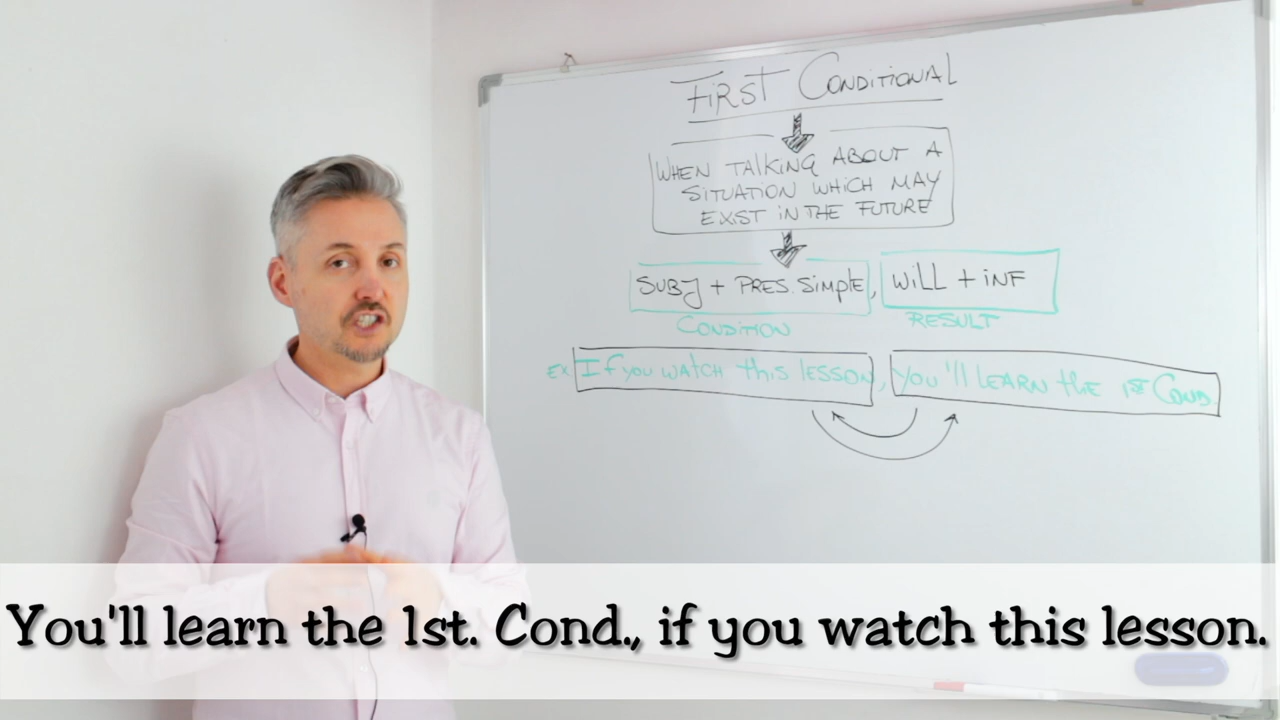 FIRST CONDITIONAL
WHEN TALKING ABOUT A
SITUATION WHICH MAY
EXIST IN THE FUTURE
SUBJ + PRES. SIMPLE, WILL + INF
CONDITION RESULT
EX: If you WATCH this LESSON, you'll LEARN the 1ST COND.
You'll learn the 1st. Cond., if you watch this lesson.